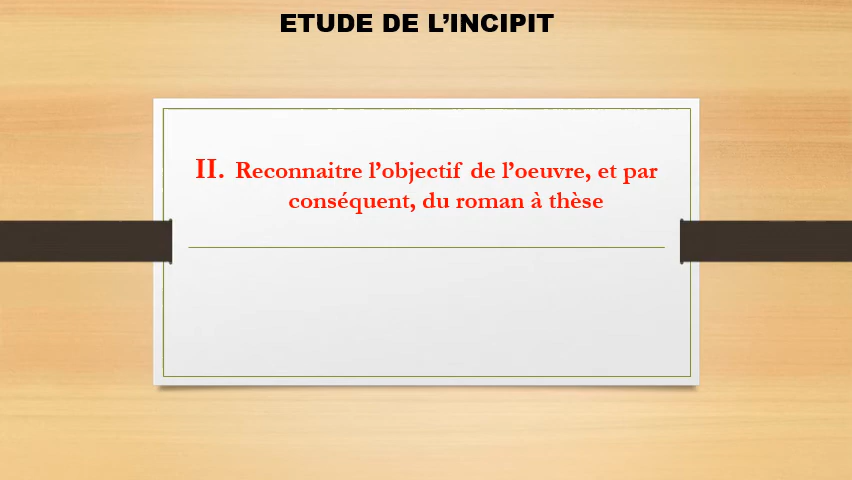 ETUDE DE L’INCIPIT
II. Reconnaitre l’objectif de l’oeuvre, et par
conséquent, du roman à thèse